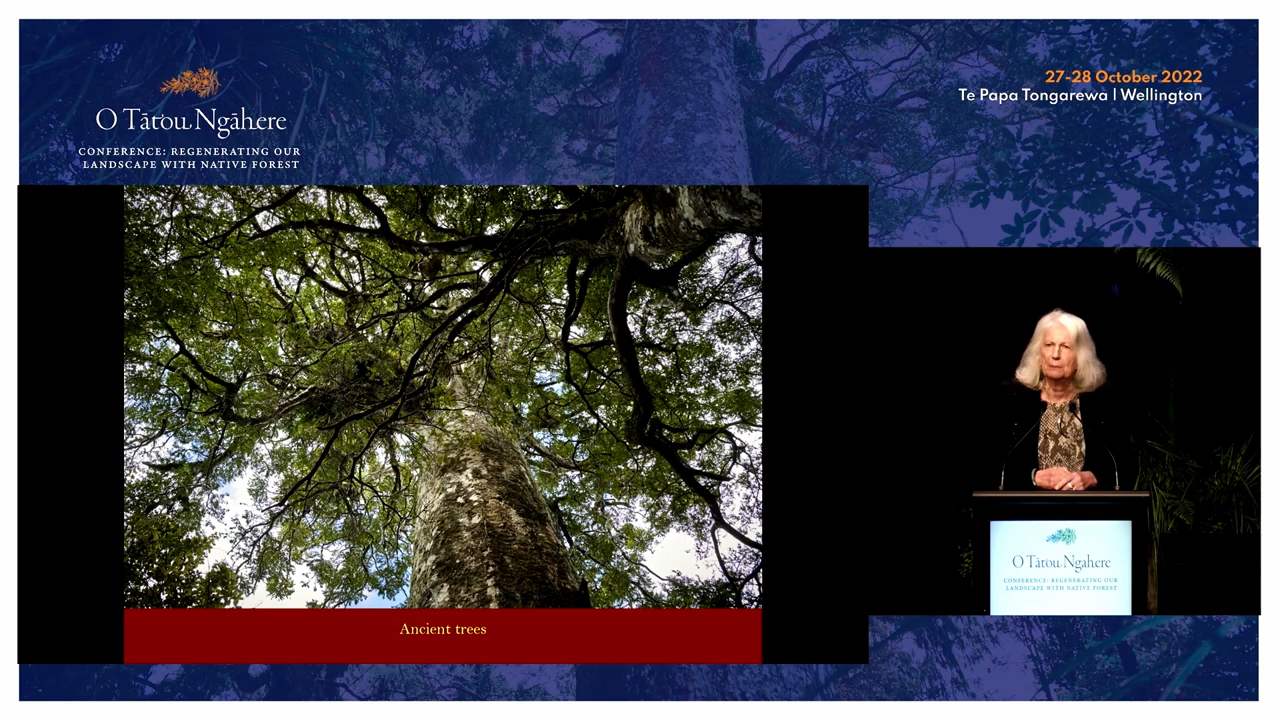 O Tātou Ngāhere
CONFERENCE: REGENERATING OUR
LANDSCAPE WITH NATIVE FOREST
27-28 October 2022
Te Papa Tongarewa | Wellington
Ancient trees
O Tātou Ngahere
CONFERENCE: REGENERATING OUR
LANDSCAPE WITH NATIVE FOREST